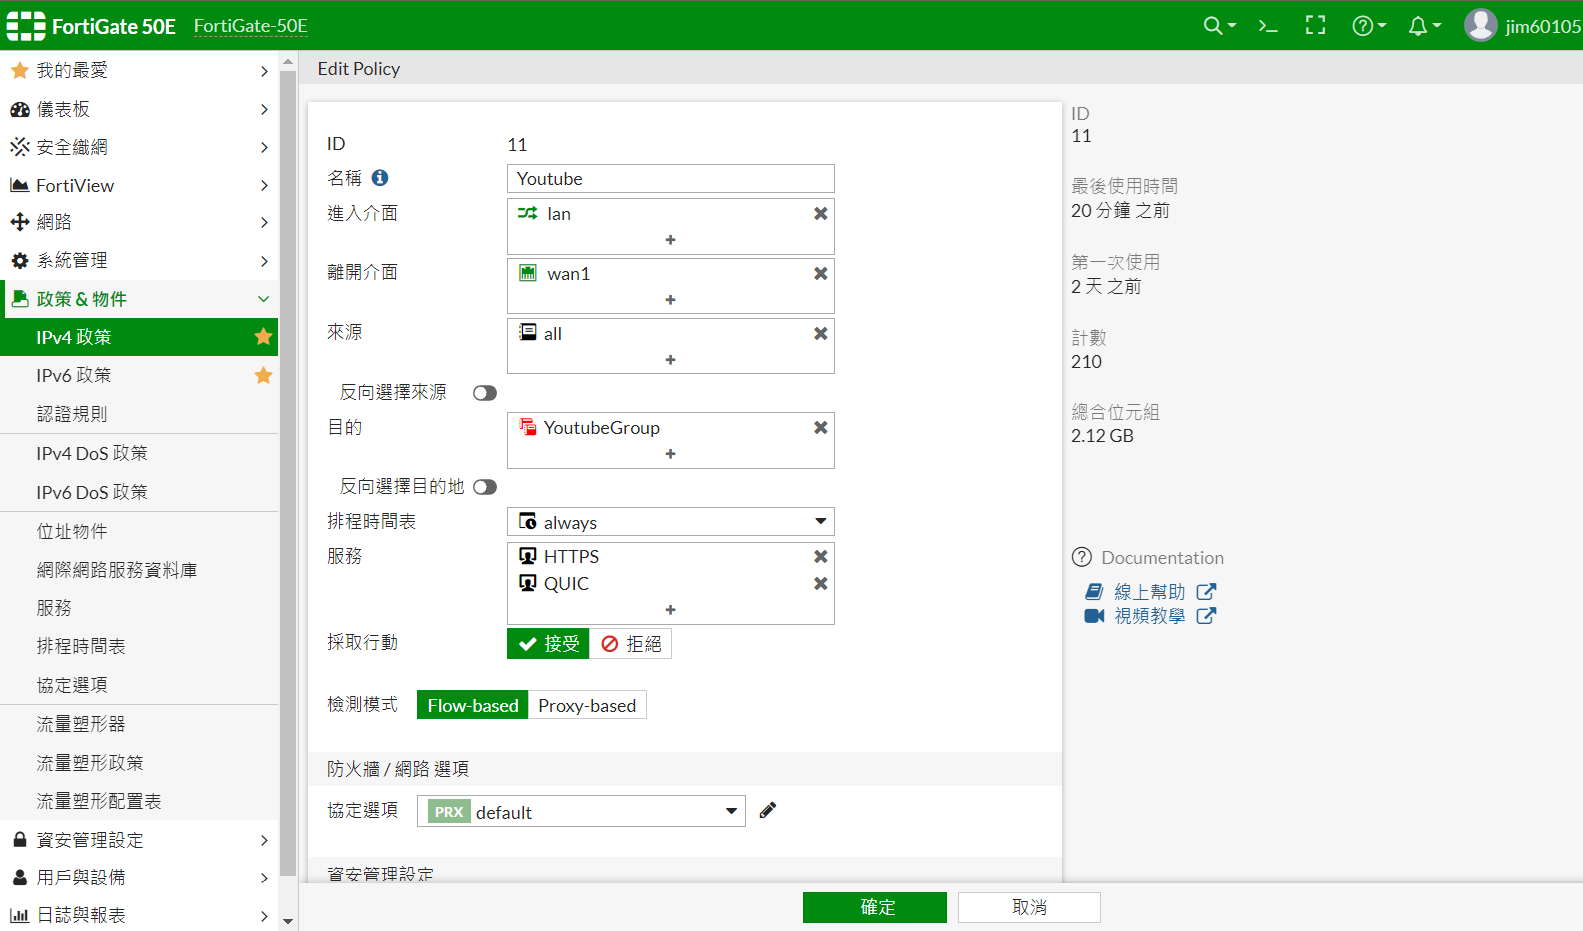 FortiGate 50E FortiGate-50E
jim60105
我的最愛
儀表板
安全織網
FortiView
網路
系統管理
政策 & 物件
IPv4 政策
IPv6 政策
認證規則
IPv4 DoS 政策
IPv6 DoS 政策
位址物件
網際網路服務資料庫
服務
排程時間表
協定選項
流量塑形器
流量塑形政策
流量塑形配置表
資安管理設定
用戶與設備
日誌與報表
Edit Policy
ID 11
名稱 Youtube
進入介面 lan
離開介面 wan1
來源 all
反向選擇來源
目的 YoutubeGroup
反向選擇目的地
排程時間表 always
服務 HTTPS
QUIC
採取行動 接受 拒絕
檢測模式 Flow-based Proxy-based
防火牆 / 網路 選項
協定選項 PRX default
資安管理設定
確定 取消
ID
11
最後使用時間
20 分鐘 之前
第一次使用
2 天 之前
計數
210
總合位元組
2.12 GB
Documentation
線上幫助
視頻教學